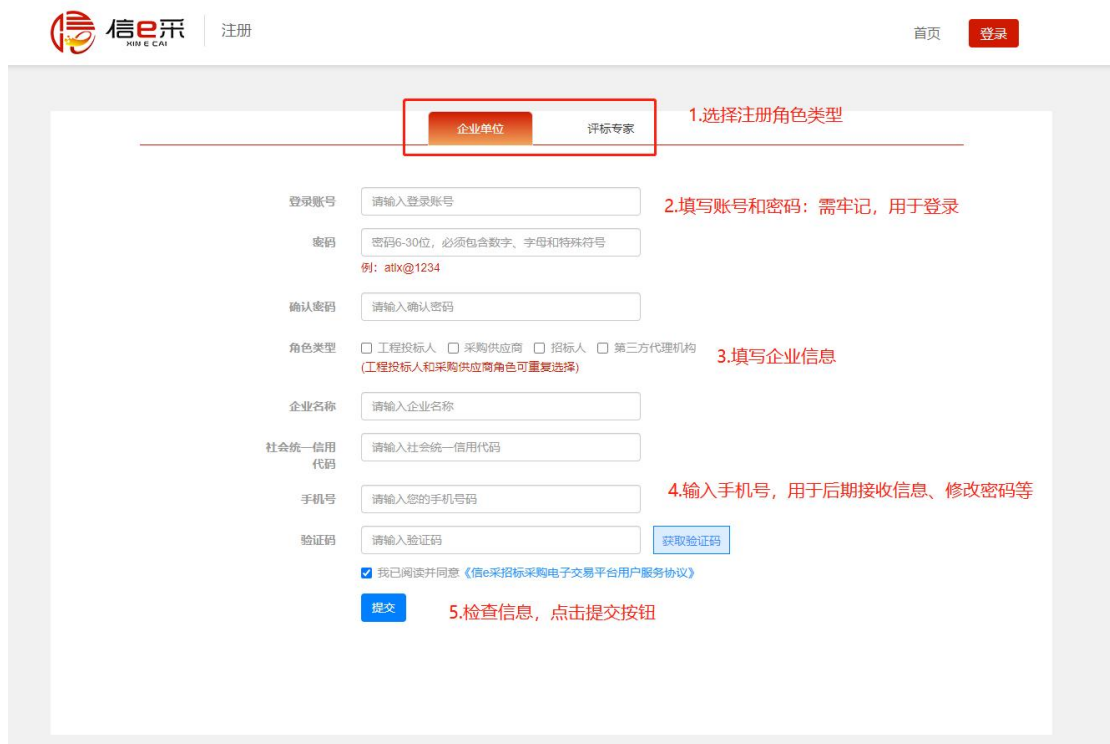 信e采
XIN E CAI
注册
首页
登录
企业单位
评标专家
1.选择注册角色类型
登录账号
请输入登录账号
2.填写账号和密码：需牢记，用于登录
密码
密码6-30位，必须包含数字、字母和特殊符号
例：atlx@1234
确认密码
请输入确认密码
角色类型
工程投标人 采购供应商 招标人 第三方代理机构
(工程投标人和采购供应商角色可重复选择)
3.填写企业信息
企业名称
请输入企业名称
社会统一信用
代码
请输入社会统一信用代码
手机号
请输入您的手机号码
4.输入手机号，用于后期接收信息、修改密码等
验证码
请输入验证码
获取验证码
我已阅读并同意《信e采招标采购电子交易平台用户服务协议》
提交
5.检查信息，点击提交按钮